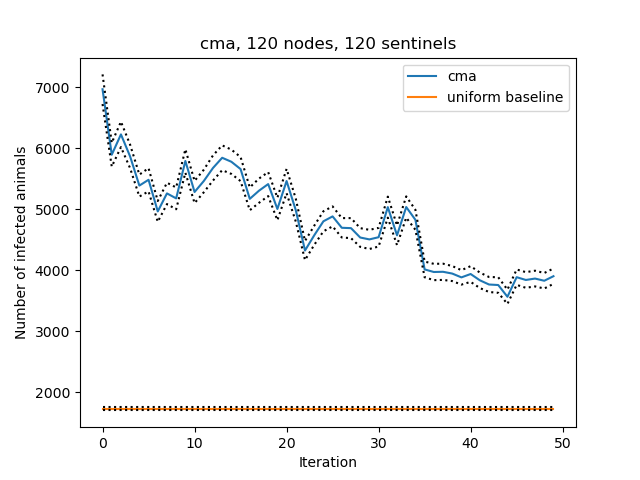 cma, 120 nodes, 120 sentinels
cma
uniform baseline
Number of infected animals
7000
6000
5000
4000
3000
2000
0
10
20
30
40
50
Iteration